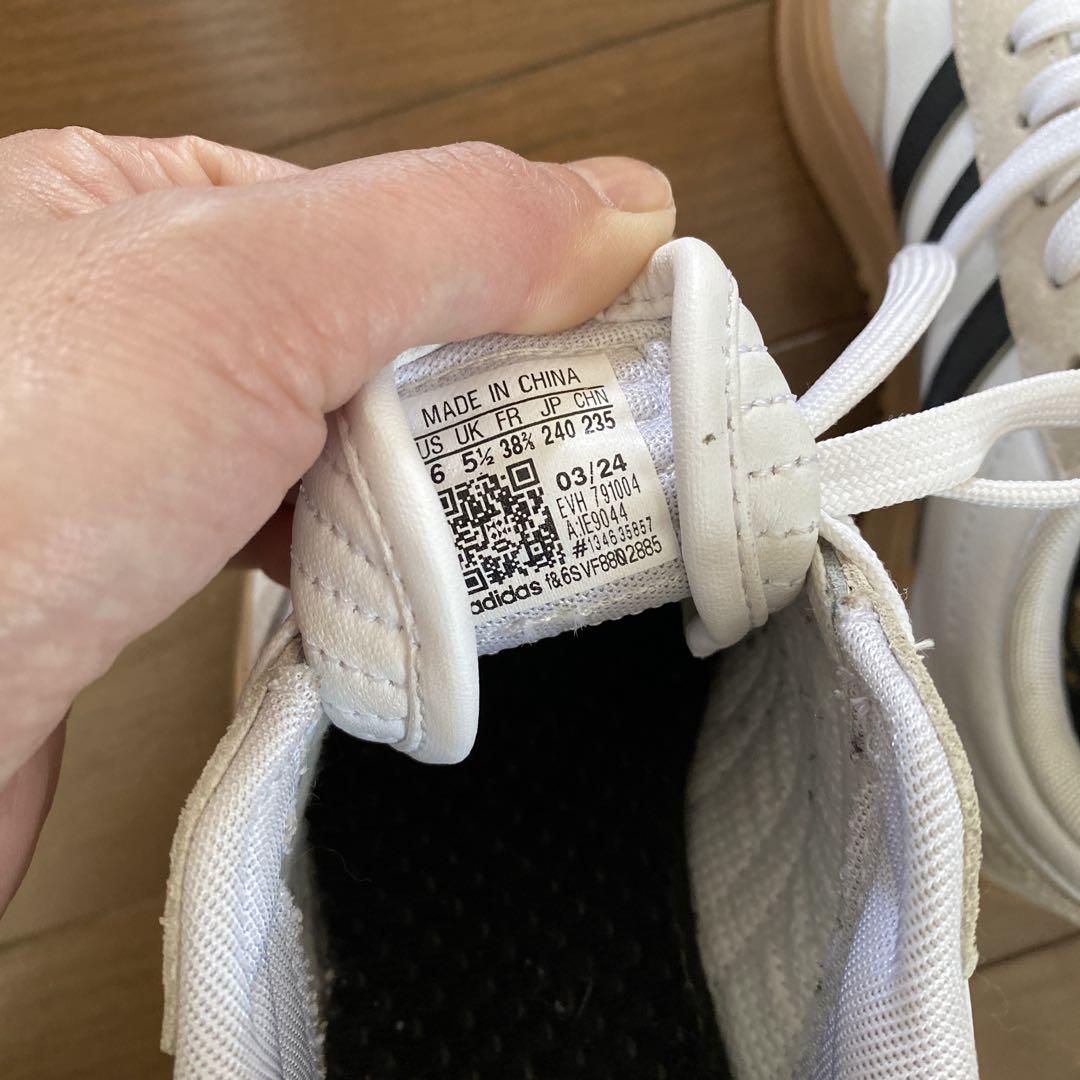 MADE IN CHINA
US UK FR JP CHN
6 5½ 38⅔ 240 235
03/24
EVH 791004
A:IE9044
#134635857
adidas f&6SVF8802885